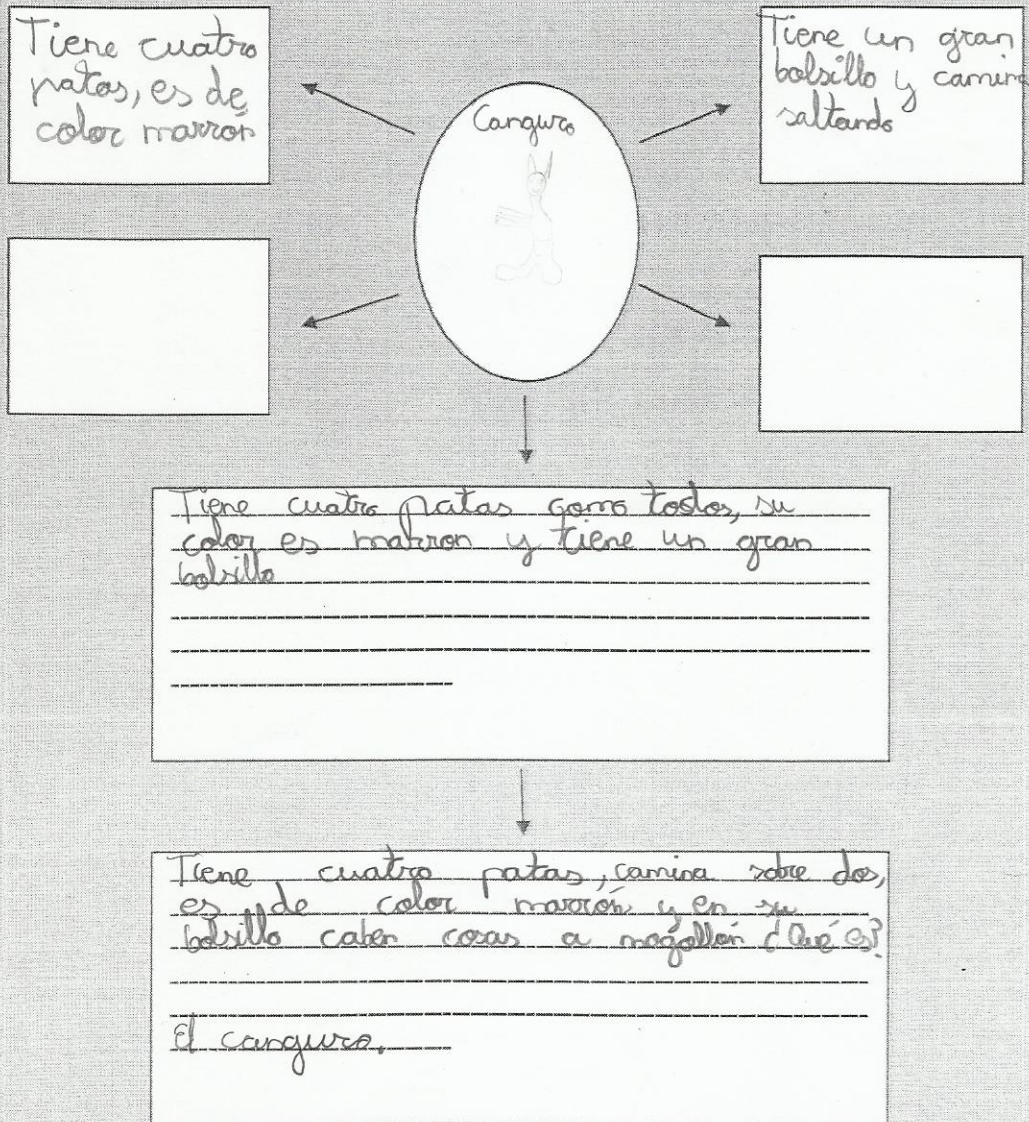 Tiene cuatro
patas, es de
color marrón
Canguro
Tiene un gran
bolsillo y camina
saltando
Tiene cuatro patas como todos, su
color es marron y tiene un gran
bolsillo
Tiene cuatro patas, camina sobre dos,
es de color marrón y en su
bolsillo caben cosas a mogollón ¿Qué es?
El canguro.